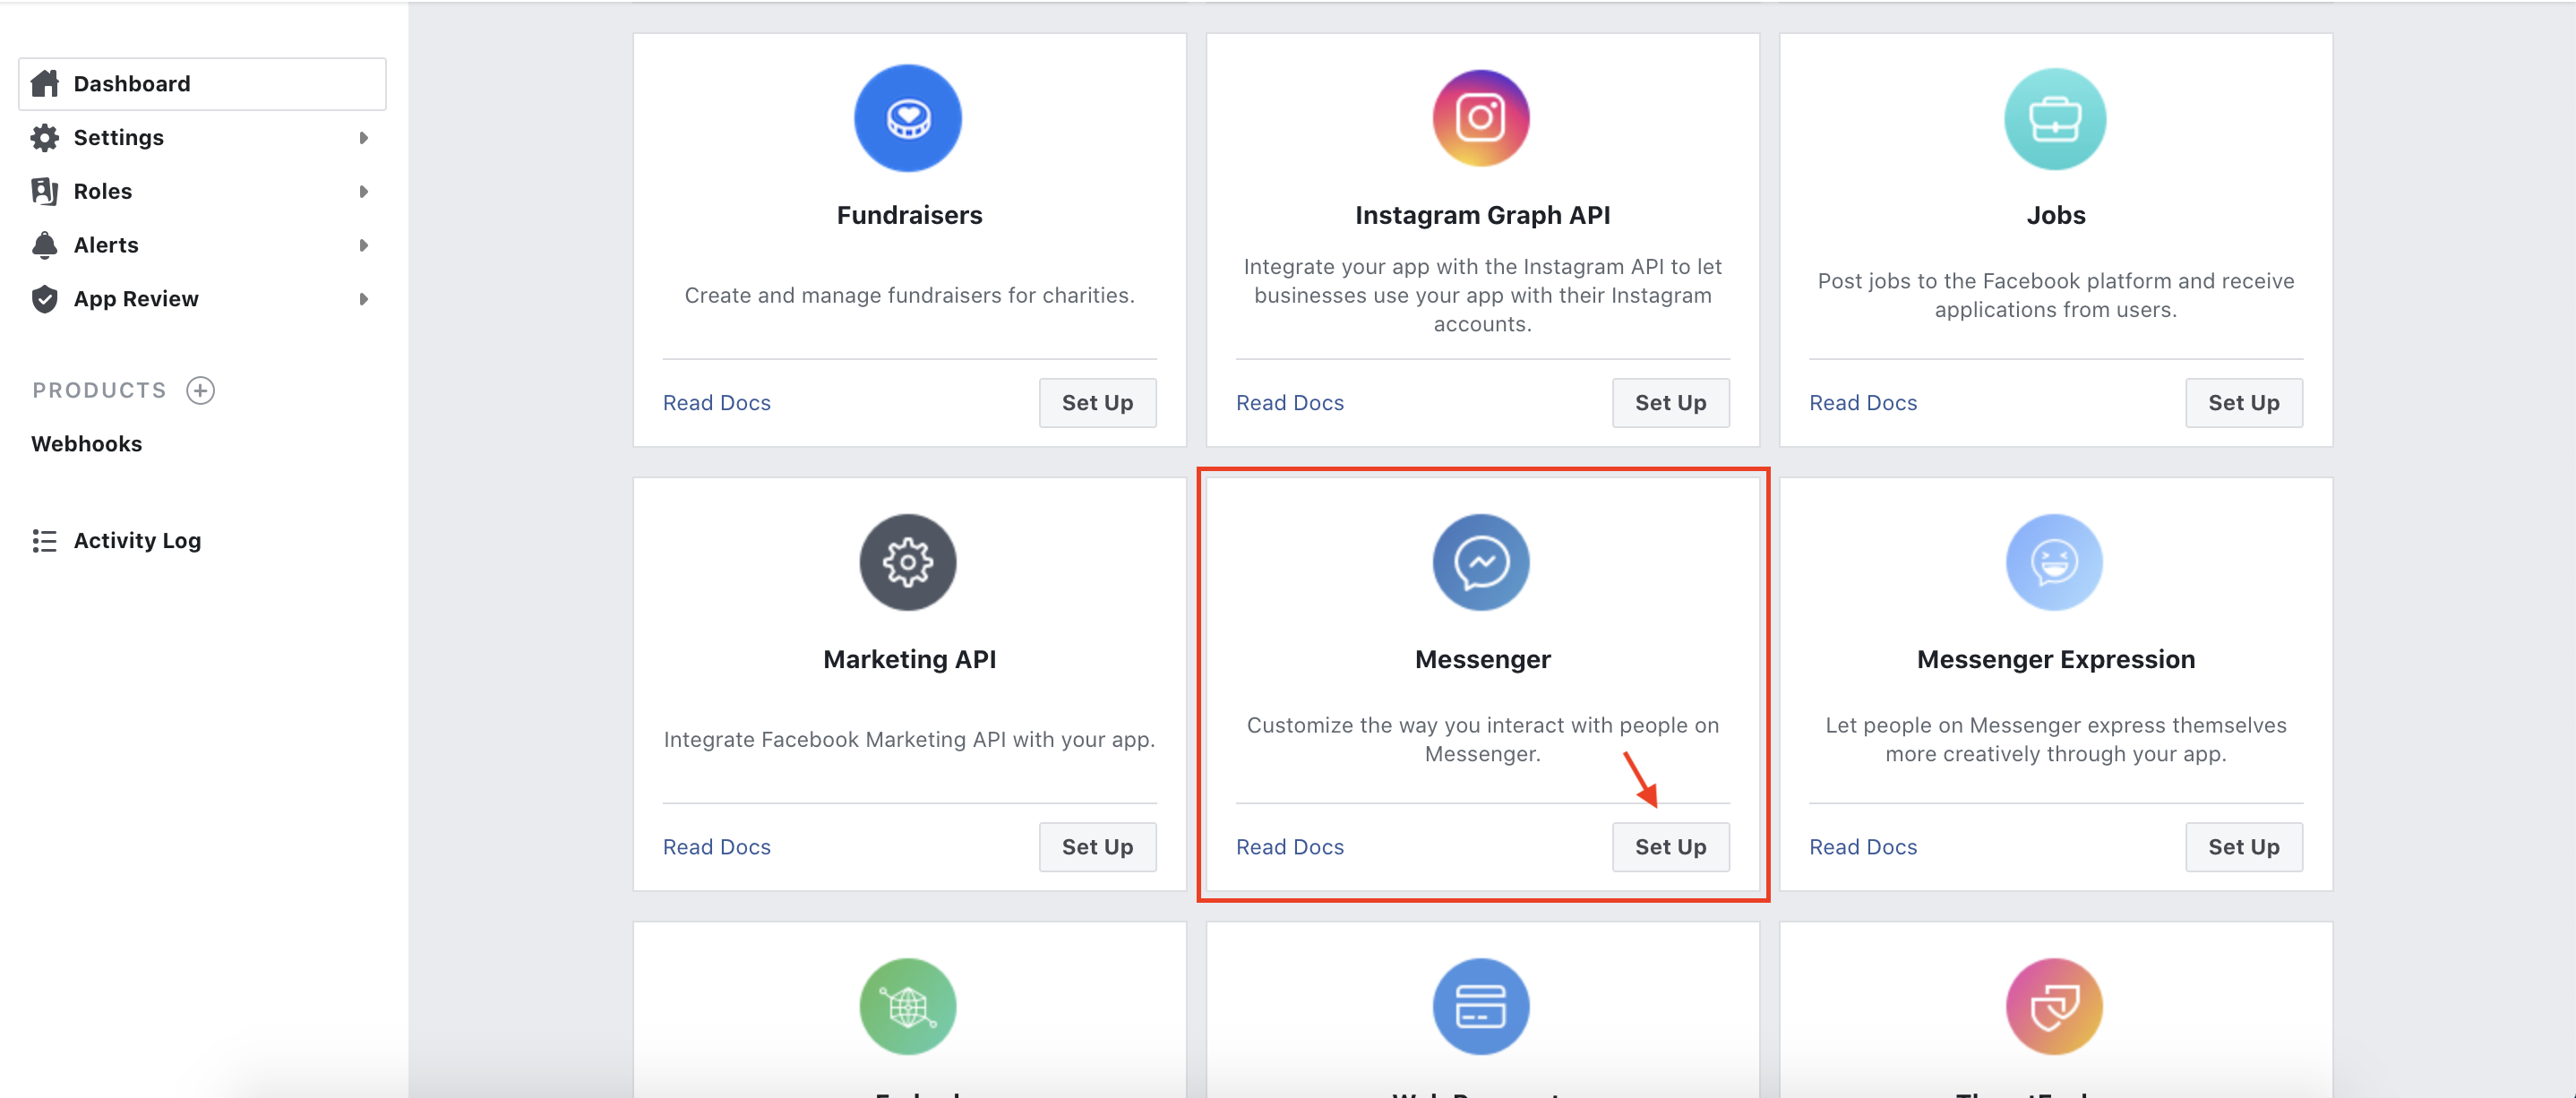 Dashboard
Settings
Roles
Alerts
App Review
PRODUCTS
Webhooks
Activity Log
Fundraisers
Create and manage fundraisers for charities.
Read Docs
Set Up
Instagram Graph API
Integrate your app with the Instagram API to let
businesses use your app with their Instagram
accounts.
Read Docs
Set Up
Jobs
Post jobs to the Facebook platform and receive
applications from users.
Read Docs
Set Up
Marketing API
Integrate Facebook Marketing API with your app.
Read Docs
Set Up
Messenger
Customize the way you interact with people on
Messenger.
Read Docs
Set Up
Messenger Expression
Let people on Messenger express themselves
more creatively through your app.
Read Docs
Set Up